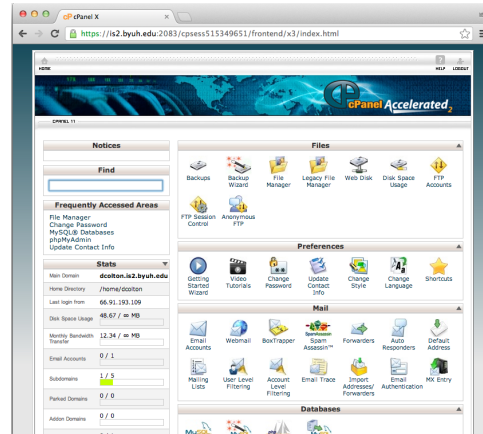 cPanel X
https://is2.byuh.edu:2083/cpsess515349651/frontend/x3/index.html
HOME
HELP LOGOUT
cPanel Accelerated2
CPANEL 11
Notices
Find
Frequently Accessed Areas
File Manager
Change Password
MySQL® Databases
phpMyAdmin
Update Contact Info
Stats
Main Domain dcolton.is2.byuh.edu
Home Directory /home/dcolton
Last login from 66.91.193.109
Disk Space Usage 48.67 / ∞ MB
Monthly Bandwidth Transfer 12.34 / ∞ MB
Email Accounts 0 / 1
Subdomains 1 / 5
Parked Domains 0 / 0
Addon Domains 0 / 0
Files
Backups
Backup Wizard
File Manager
Legacy File Manager
Web Disk
Disk Space Usage
FTP Accounts
FTP Session Control
Anonymous FTP
Preferences
Getting Started Wizard
Video Tutorials
Change Password
Update Contact Info
Change Style
Change Language
Shortcuts
Mail
Email Accounts
Webmail
BoxTrapper
Spam Assassin™
Forwarders
Auto Responders
Default Address
Mailing Lists
User Level Filtering
Account Level Filtering
Email Trace
Import Addresses/ Forwarders
Email Authentication
MX Entry
Databases